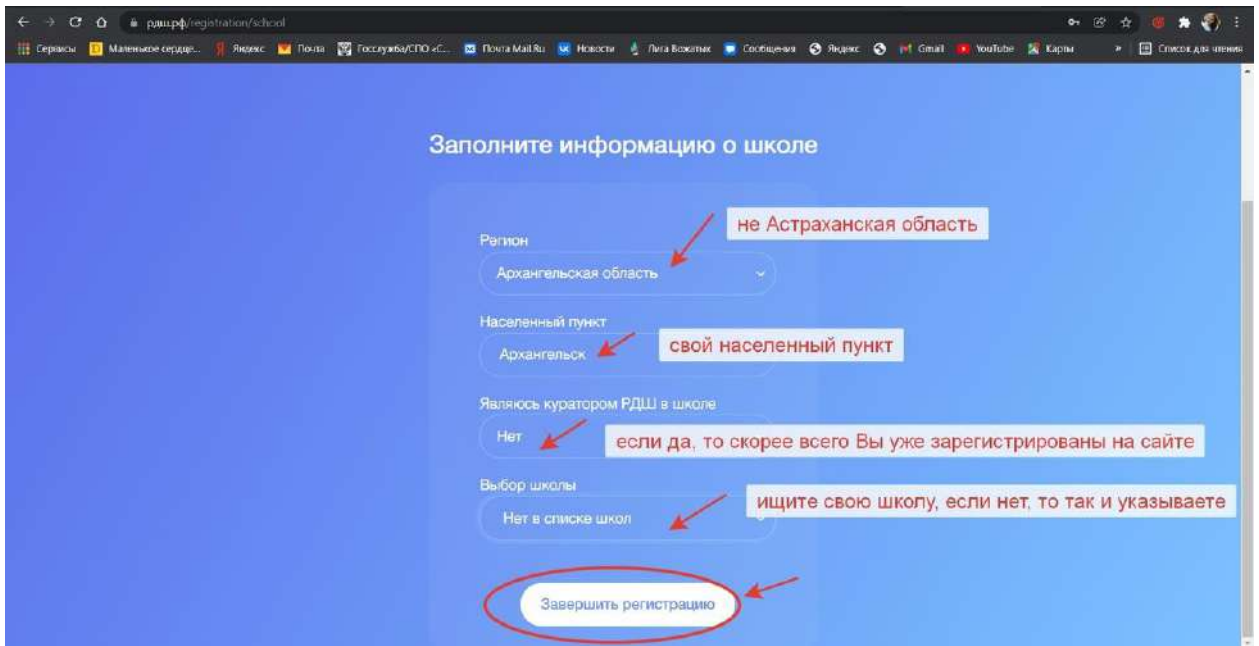 рдш.рф/registration/school
Сервисы Маленькое сердце... Яндекс Почта Госслужба/СПО «С... Почта Mail.Ru Новости Лига Вожатых Сообщения Яндекс Gmail YouTube Карты » Список для чтения
Заполните информацию о школе
не Астраханская область
Регион
Архангельская область
Населенный пункт
свой населенный пункт
Архангельск
Являюсь куратором РДШ в школе
Нет
если да, то скорее всего Вы уже зарегистрированы на сайте
Выбор школы
ищите свою школу, если нет, то так и указываете
Нет в списке школ
Завершить регистрацию